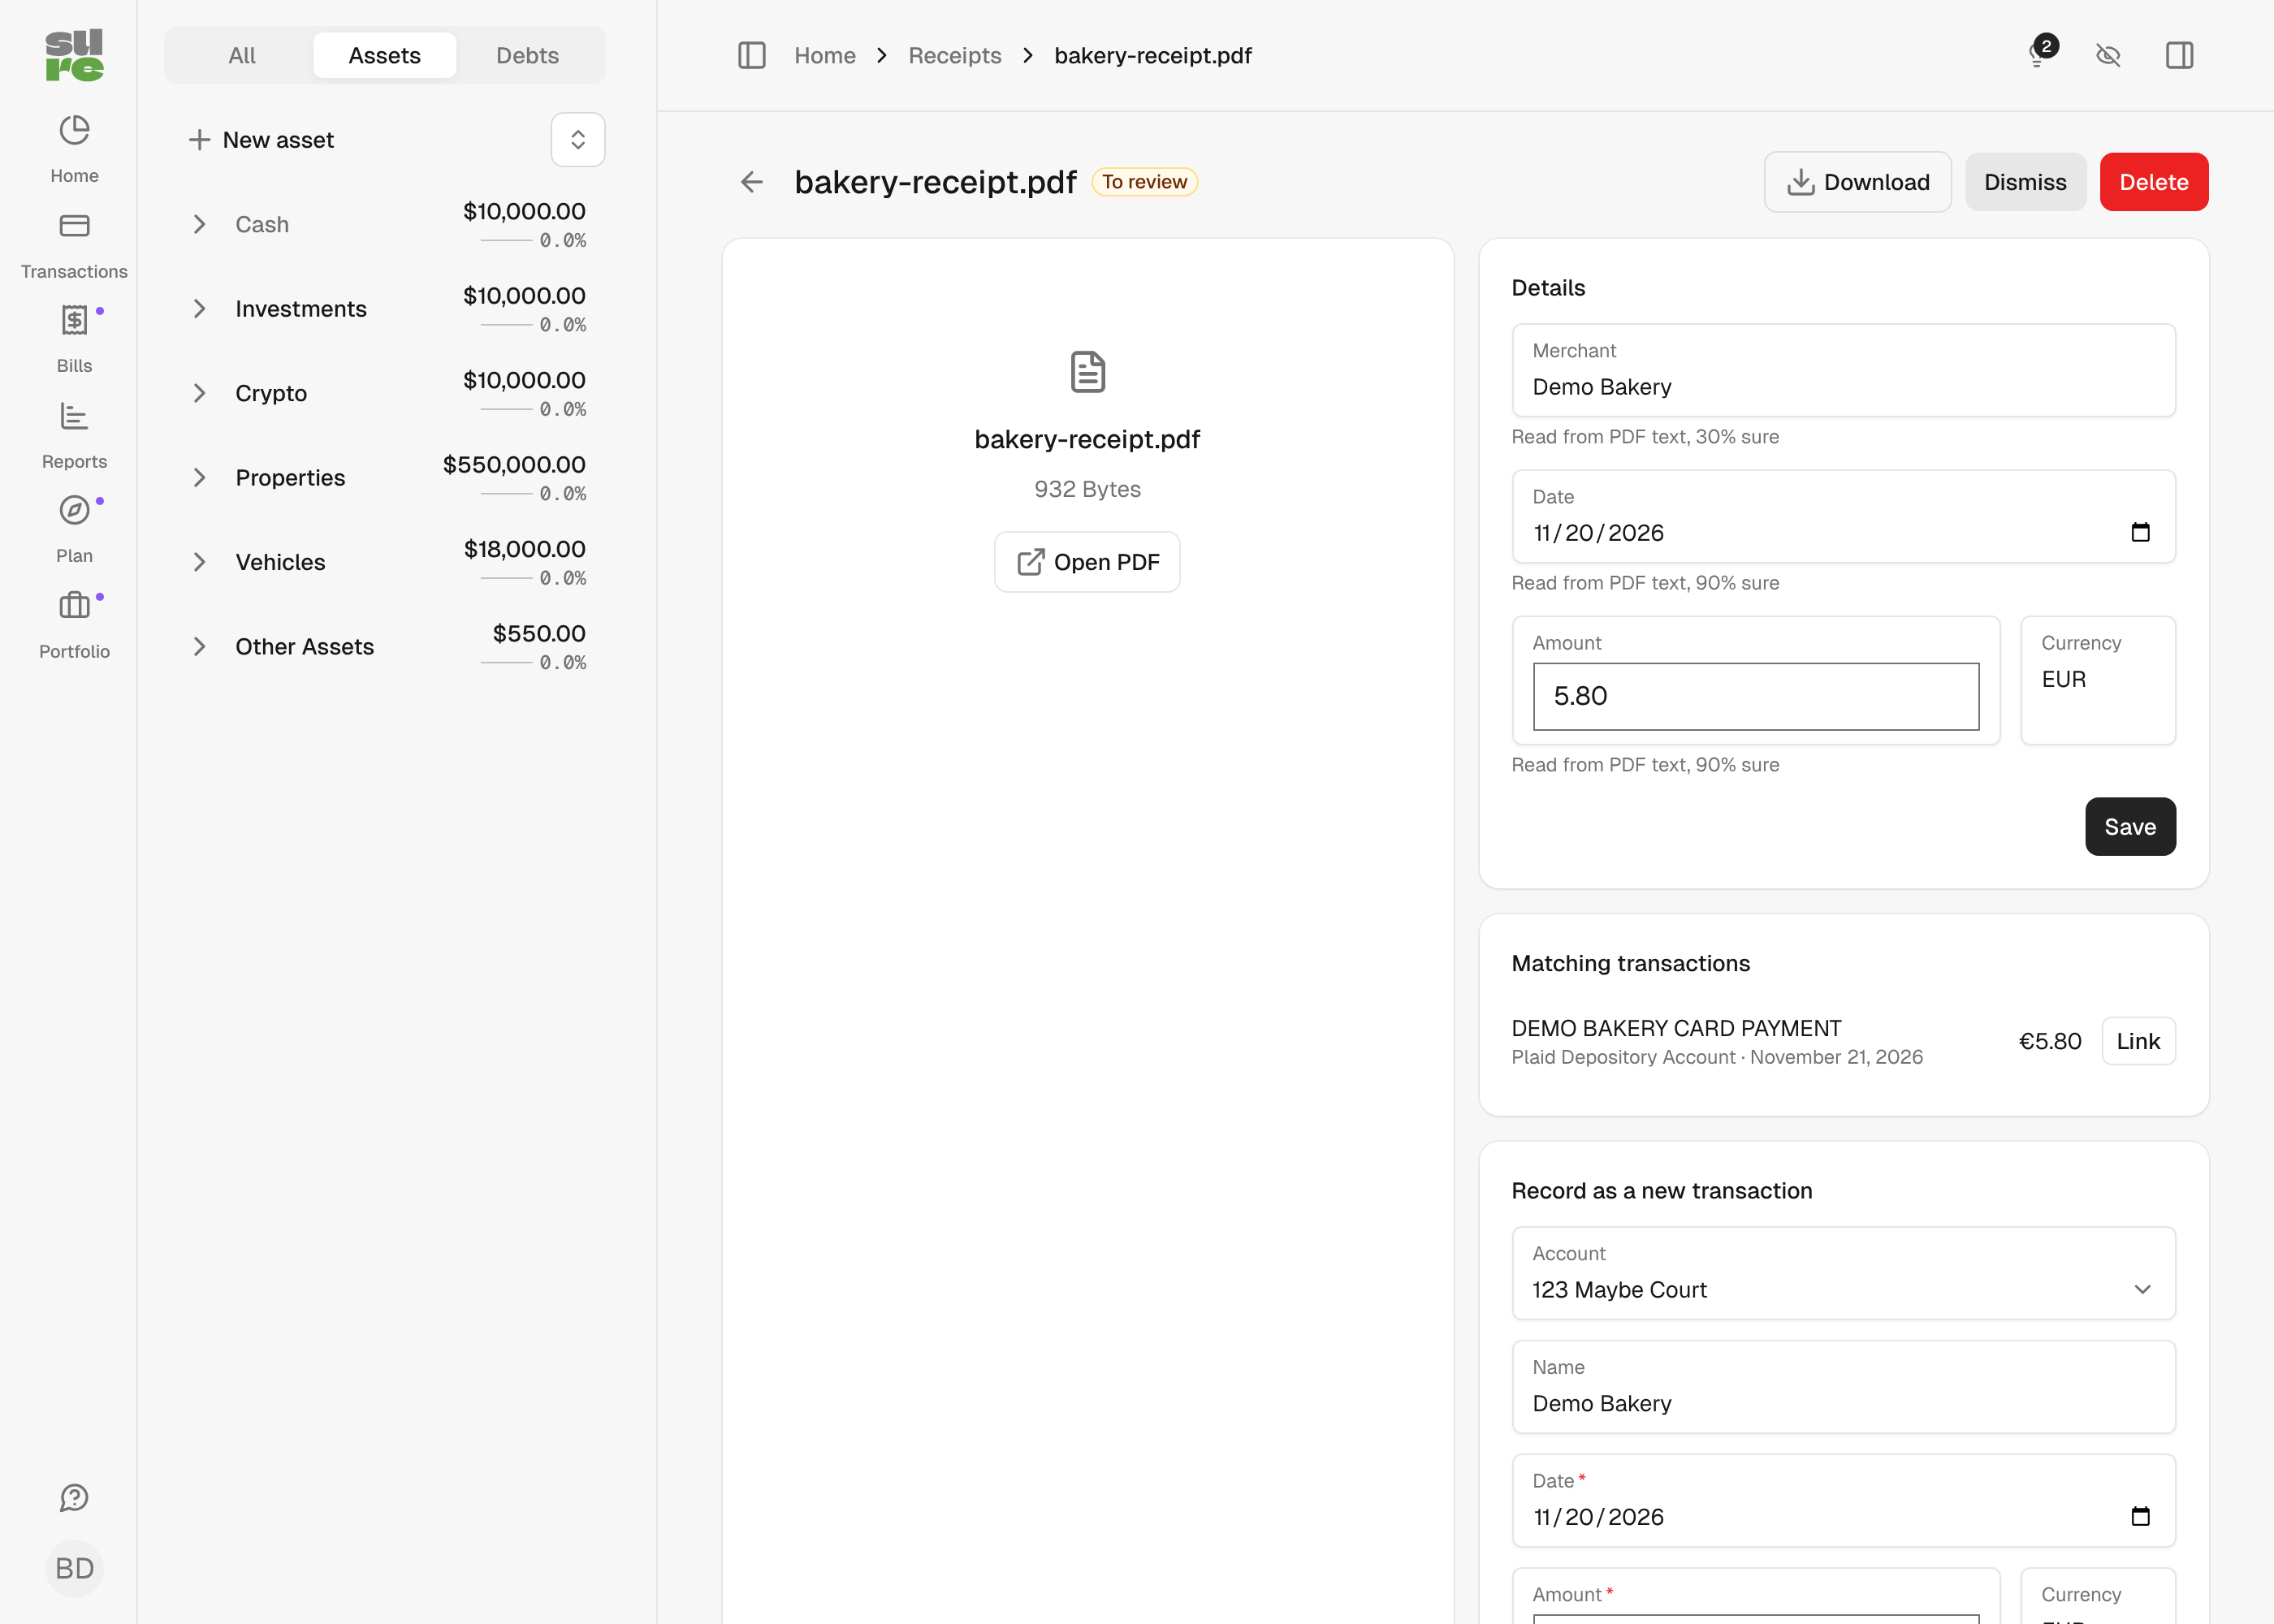 sure
Home
Transactions
Bills
Reports
Plan
Portfolio
BD
All
Assets
Debts
New asset
Cash
$10,000.00
0.0%
Investments
$10,000.00
0.0%
Crypto
$10,000.00
0.0%
Properties
$550,000.00
0.0%
Vehicles
$18,000.00
0.0%
Other Assets
$550.00
0.0%
Home > Receipts > bakery-receipt.pdf
2
bakery-receipt.pdf
To review
Download
Dismiss
Delete
bakery-receipt.pdf
932 Bytes
Open PDF
Details
Merchant
Demo Bakery
Read from PDF text, 30% sure
Date
11/20/2026
Read from PDF text, 90% sure
Amount
5.80
Currency
EUR
Read from PDF text, 90% sure
Save
Matching transactions
DEMO BAKERY CARD PAYMENT
Plaid Depository Account · November 21, 2026
€5.80
Link
Record as a new transaction
Account
123 Maybe Court
Name
Demo Bakery
Date*
11/20/2026
Amount*
Currency